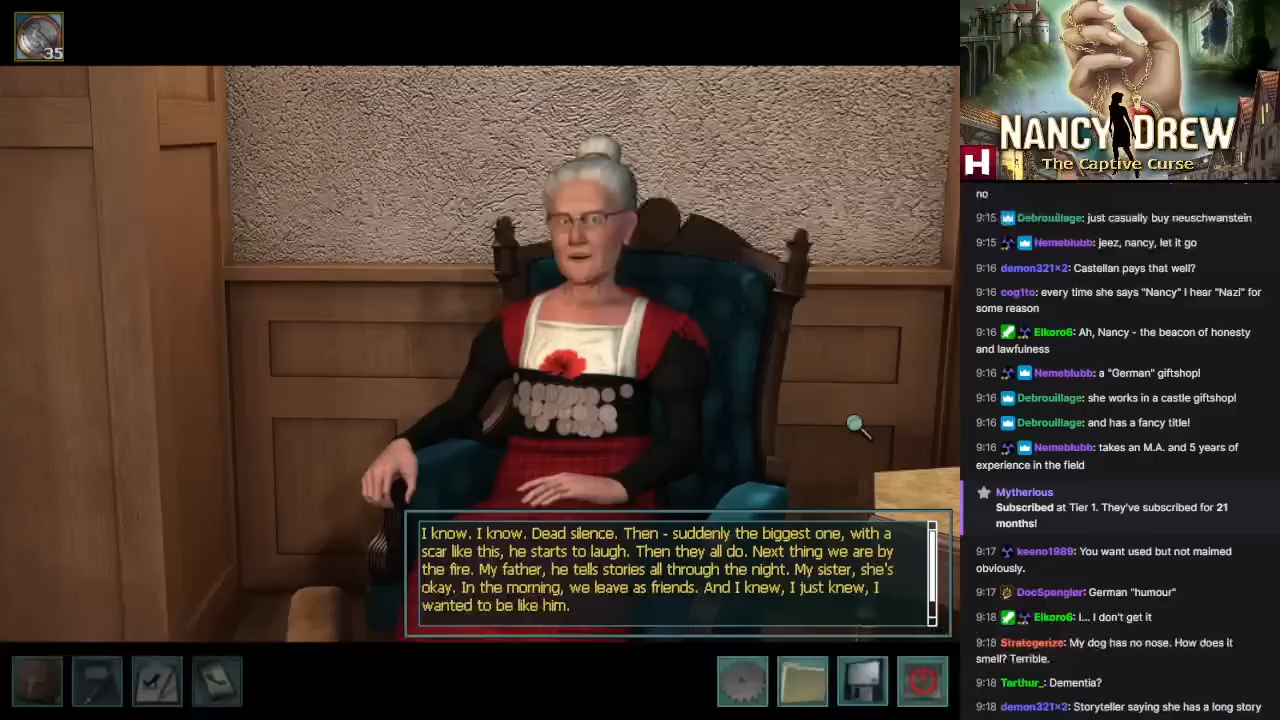 35
I know. I know. Dead silence. Then - suddenly the biggest one, with a
scar like this, he starts to laugh. Then they all do. Next thing we are by
the fire. My father, he tells stories all through the night. My sister, she's
okay. In the morning, we leave as friends. And I knew, I just knew, I
wanted to be like him.
NANCY DREW
The Captive Curse
H
no
9:15 Debrouillage: just casually buy neuschwanstein
9:15 Nemeblubb: jeez, nancy, let it go
9:16 demon321x2: Castellan pays that well?
9:16 cog1to: every time she says "Nancy" I hear "Nazi" for
some reason
9:16 Elkoro6: Ah, Nancy - the beacon of honesty
and lawfulness
9:16 Nemeblubb: a "German" giftshop!
9:16 Debrouillage: she works in a castle giftshop!
9:16 Debrouillage: and has a fancy title!
9:16 Nemeblubb: takes an M.A. and 5 years of
experience in the field
Mytherious
Subscribed at Tier 1. They've subscribed for 21
months!
9:17 keeno1989: You want used but not maimed
obviously.
9:17 DocSpengler: German "humour"
9:18 Elkoro6: I... I don't get it
9:18 Stratogerize: My dog has no nose. How does it
smell? Terrible.
9:18 Tarthur_: Dementia?
9:18 demon321x2: Storyteller saying she has a long story